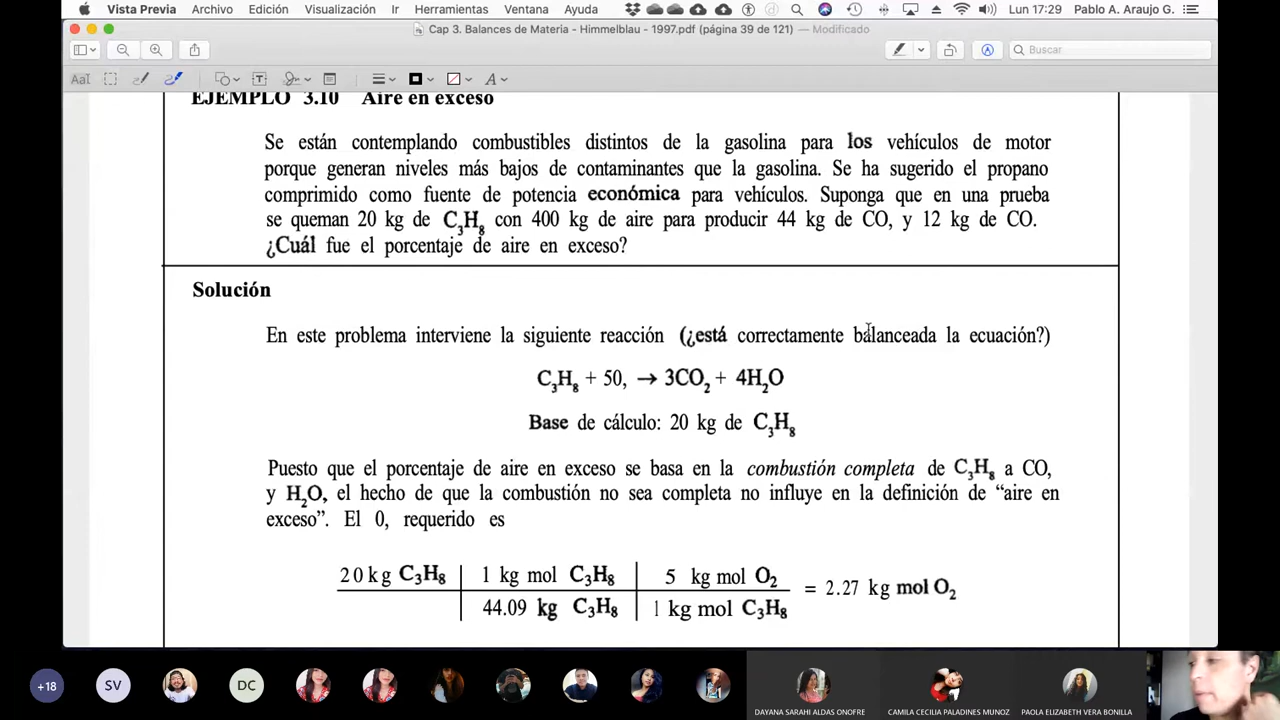 Vista Previa Archivo Edición Visualización Ir Herramientas Ventana Ayuda Lun 17:29 Pablo A. Araujo G.
Cap 3. Balances de Materia - Himmelblau - 1997.pdf (página 39 de 121) — Modificado
Buscar
EJEMPLO 3.10 Aire en exceso
Se están contemplando combustibles distintos de la gasolina para los vehículos de motor
porque generan niveles más bajos de contaminantes que la gasolina. Se ha sugerido el propano
comprimido como fuente de potencia económica para vehículos. Suponga que en una prueba
se queman 20 kg de C₃H₈ con 400 kg de aire para producir 44 kg de CO, y 12 kg de CO.
¿Cuál fue el porcentaje de aire en exceso?
Solución
En este problema interviene la siguiente reacción (¿está correctamente balanceada la ecuación?)
C₃H₈ + 50, → 3CO₂ + 4H₂O
Base de cálculo: 20 kg de C₃H₈
Puesto que el porcentaje de aire en exceso se basa en la combustión completa de C₃H₈ a CO,
y H₂O, el hecho de que la combustión no sea completa no influye en la definición de “aire en
exceso”. El 0, requerido es
20 kg C₃H₈ | 1 kg mol C₃H₈ | 5 kg mol O₂
= 2.27 kg mol O₂
44.09 kg C₃H₈ | 1 kg mol C₃H₈
+18 SV DC
DAYANA SARAHI ALDAS ONOFRE CAMILA CECILIA PALADINES MUNOZ PAOLA ELIZABETH VERA BONILLA